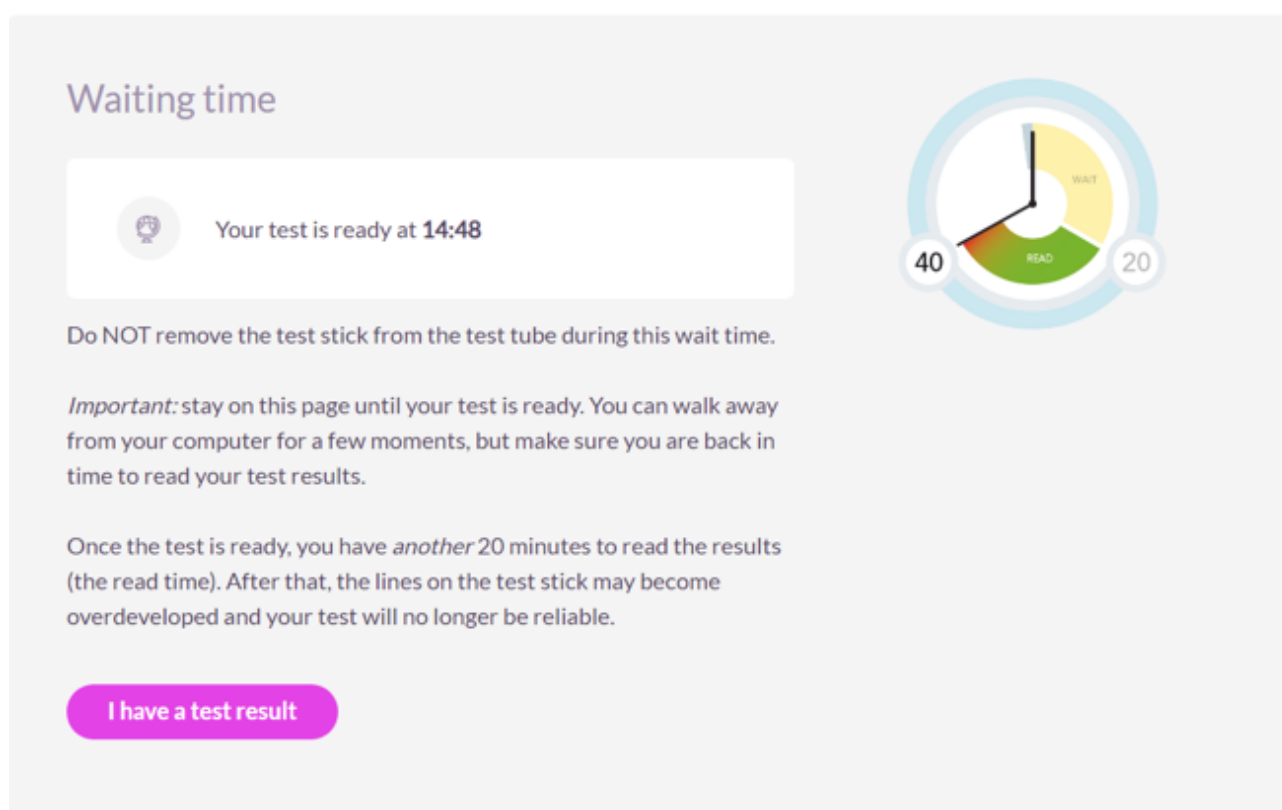 Waiting time
Your test is ready at 14:48
WAIT
READ
40
20
Do NOT remove the test stick from the test tube during this wait time.
Important: stay on this page until your test is ready. You can walk away
from your computer for a few moments, but make sure you are back in
time to read your test results.
Once the test is ready, you have another 20 minutes to read the results
(the read time). After that, the lines on the test stick may become
overdeveloped and your test will no longer be reliable.
I have a test result